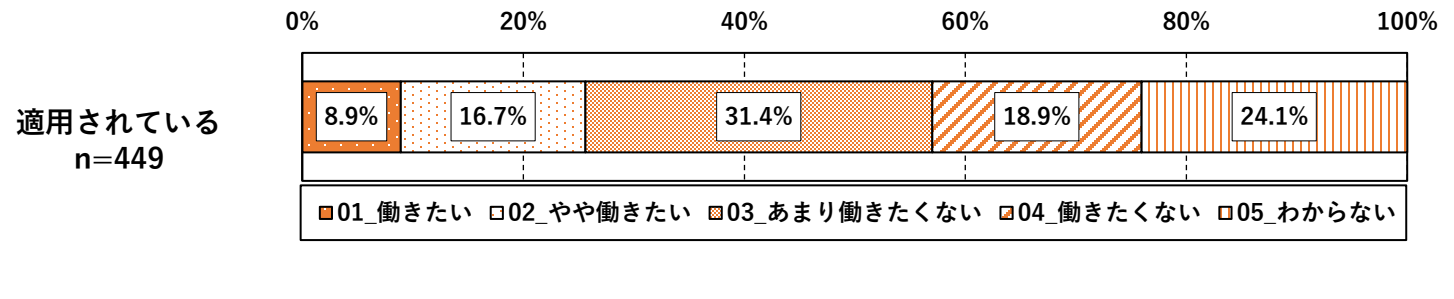 0% 20% 40% 60% 80% 100%
適用されている
n=449
8.9% 16.7% 31.4% 18.9% 24.1%
01_働きたい 02_やや働きたい 03_あまり働きたくない 04_働きたくない 05_わからない